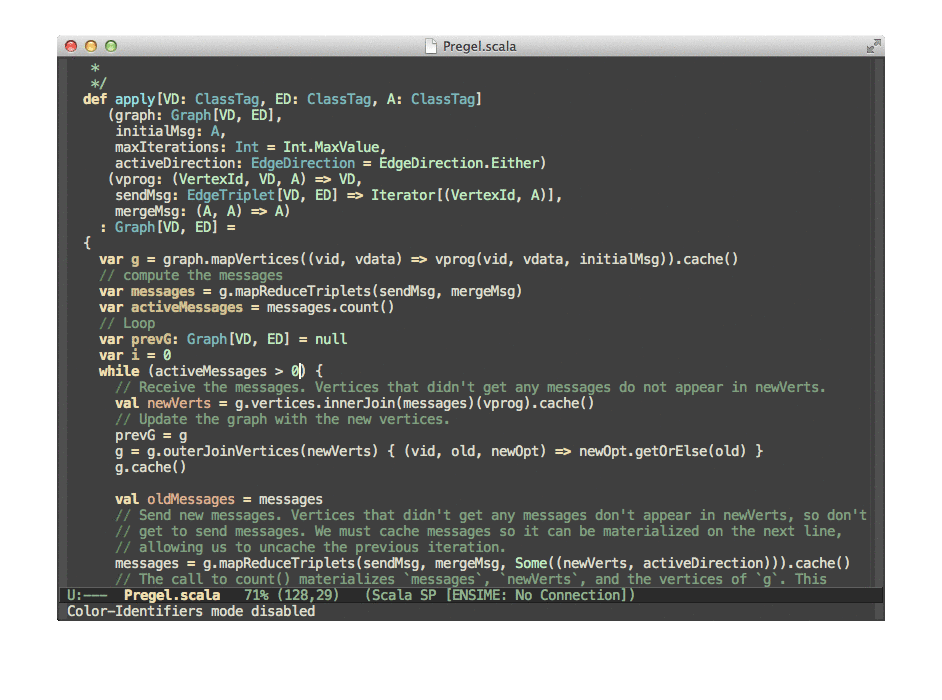 Pregel.scala
*
*/
def apply[VD: ClassTag, ED: ClassTag, A: ClassTag]
(graph: Graph[VD, ED],
initialMsg: A,
maxIterations: Int = Int.MaxValue,
activeDirection: EdgeDirection = EdgeDirection.Either)
(vprog: (VertexId, VD, A) => VD,
sendMsg: EdgeTriplet[VD, ED] => Iterator[(VertexId, A)],
mergeMsg: (A, A) => A)
: Graph[VD, ED] =
{
var g = graph.mapVertices((vid, vdata) => vprog(vid, vdata, initialMsg)).cache()
// compute the messages
var messages = g.mapReduceTriplets(sendMsg, mergeMsg)
var activeMessages = messages.count()
// Loop
var prevG: Graph[VD, ED] = null
var i = 0
while (activeMessages > 0) {
// Receive the messages. Vertices that didn't get any messages do not appear in newVerts.
val newVerts = g.vertices.innerJoin(messages)(vprog).cache()
// Update the graph with the new vertices.
prevG = g
g = g.outerJoinVertices(newVerts) { (vid, old, newOpt) => newOpt.getOrElse(old) }
g.cache()
val oldMessages = messages
// Send new messages. Vertices that didn't get any messages don't appear in newVerts, so don't
// get to send messages. We must cache messages so it can be materialized on the next line,
// allowing us to uncache the previous iteration.
messages = g.mapReduceTriplets(sendMsg, mergeMsg, Some((newVerts, activeDirection))).cache()
// The call to count() materializes `messages`, `newVerts`, and the vertices of `g`. This
U:--- Pregel.scala 71% (128,29) (Scala SP [ENSIME: No Connection])
Color-Identifiers mode disabled